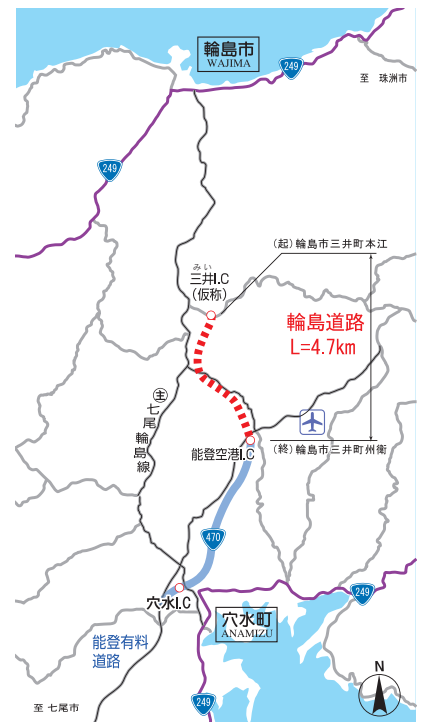 輪島市
WAJIMA
249
至 珠洲市
249
(起)輪島市三井町本江
みい
三井I.C
(仮称)
輪島道路
L=4.7km
主
七尾輪島線
能登空港I.C
(終)輪島市三井町州衛
470
穴水I.C
249
穴水町
ANAMIZU
能登有料
道路
N
249
至 七尾市